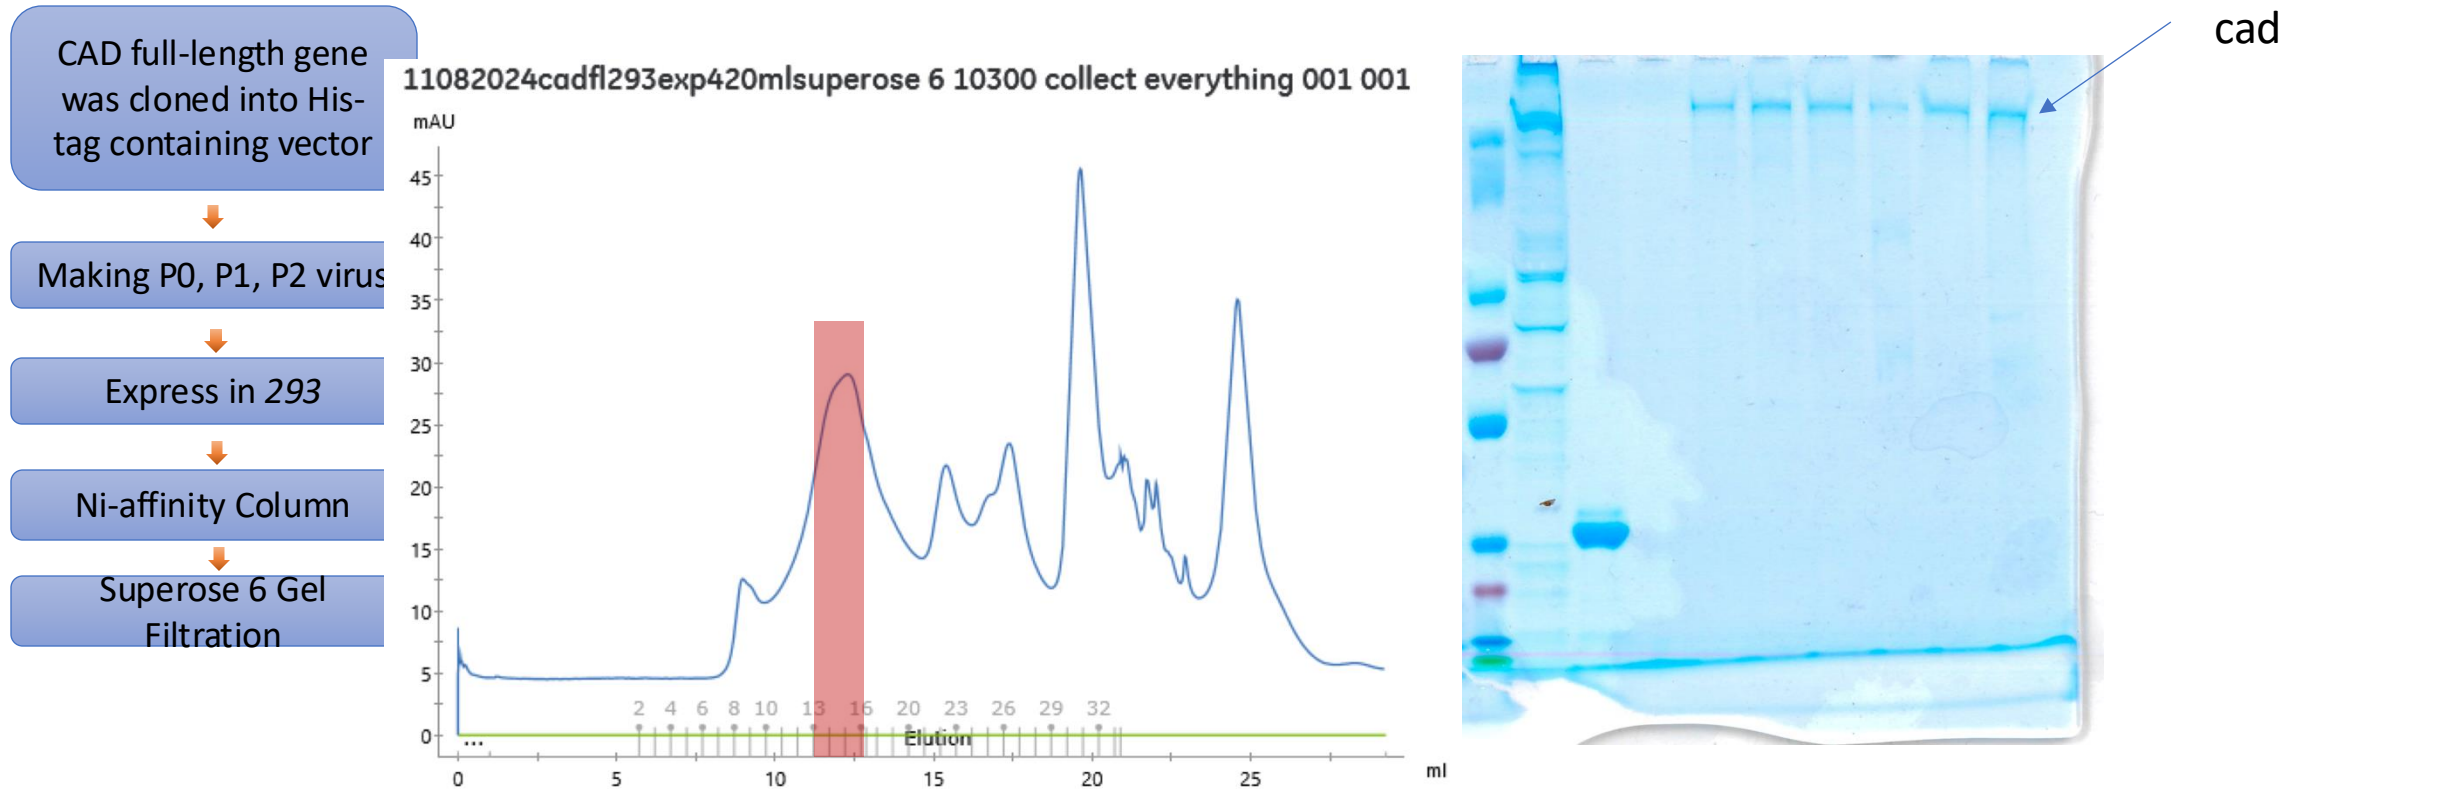 CAD full-length gene
was cloned into His-
tag containing vector
Making P0, P1, P2 virus
Express in 293
Ni-affinity Column
Superose 6 Gel
Filtration
11082024cadfl293exp420mlsuperose 6 10300 collect everything 001 001
mAU
45
40
35
30
25
20
15
10
5
0
2 4 6 8 10 13 16 20 23 26 29 32
...
Elution
0 5 10 15 20 25
ml
cad